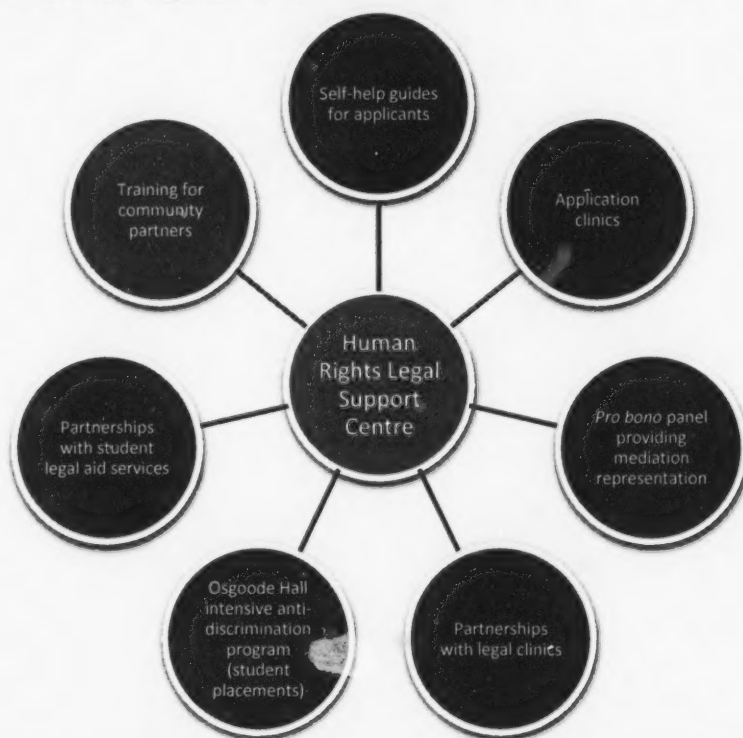 Self-help guides
for applicants
Application
clinics
Pro bono panel
providing
mediation
representation
Partnerships
with legal clinics
Osgoode Hall
intensive anti-
discrimination
program
(student
placements)
Partnerships
with student
legal aid services
Training for
community
partners
Human
Rights Legal
Support
Centre